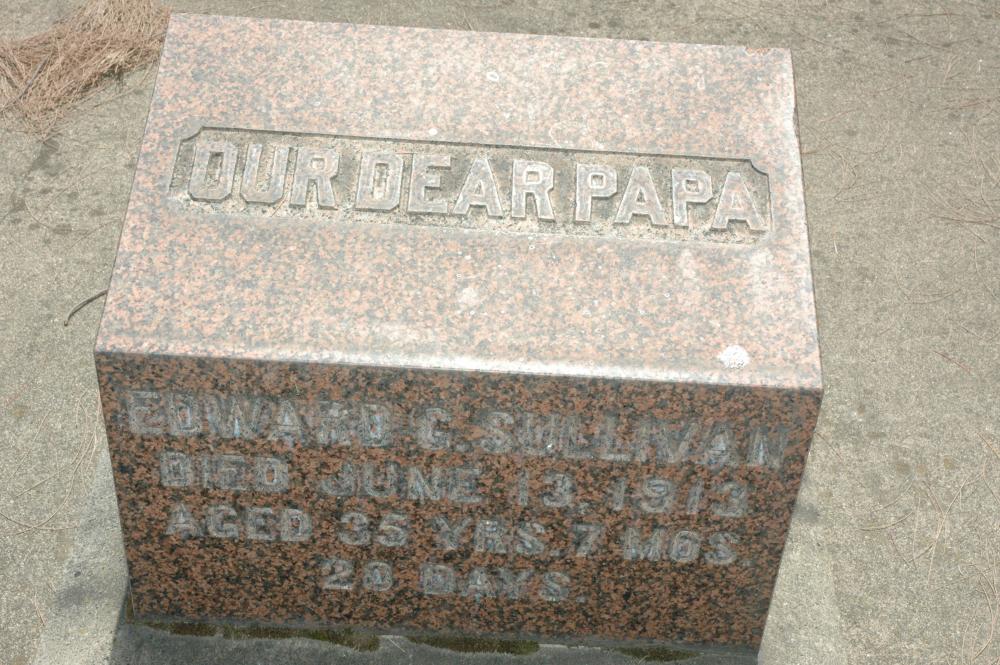 OUR DEAR PAPA
EDWARD C. SULLIVAN
DIED JUNE 13, 1913
AGED 35 YRS. 7 MOS.
20 DAYS.